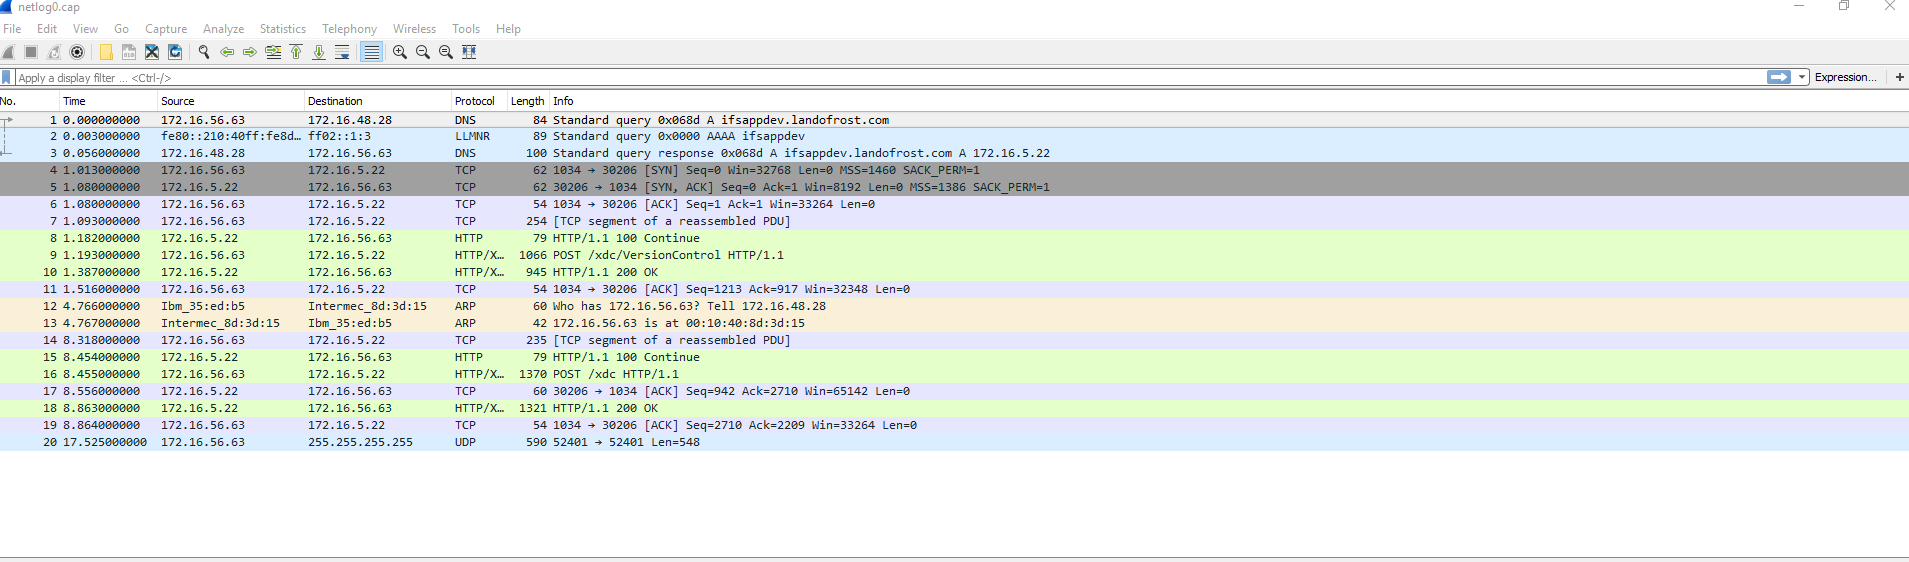 netlog0.cap
File Edit View Go Capture Analyze Statistics Telephony Wireless Tools Help
Apply a display filter ... <Ctrl-/> Expression... +
No. Time Source Destination Protocol Length Info
1 0.000000000 172.16.56.63 172.16.48.28 DNS 84 Standard query 0x068d A ifsappdev.landofrost.com
2 0.003000000 fe80::210:40ff:fe8d… ff02::1:3 LLMNR 89 Standard query 0x0000 AAAA ifsappdev
3 0.056000000 172.16.48.28 172.16.56.63 DNS 100 Standard query response 0x068d A ifsappdev.landofrost.com A 172.16.5.22
4 1.013000000 172.16.56.63 172.16.5.22 TCP 62 1034 → 30206 [SYN] Seq=0 Win=32768 Len=0 MSS=1460 SACK_PERM=1
5 1.080000000 172.16.5.22 172.16.56.63 TCP 62 30206 → 1034 [SYN, ACK] Seq=0 Ack=1 Win=8192 Len=0 MSS=1386 SACK_PERM=1
6 1.080000000 172.16.56.63 172.16.5.22 TCP 54 1034 → 30206 [ACK] Seq=1 Ack=1 Win=33264 Len=0
7 1.093000000 172.16.56.63 172.16.5.22 TCP 254 [TCP segment of a reassembled PDU]
8 1.182000000 172.16.5.22 172.16.56.63 HTTP 79 HTTP/1.1 100 Continue
9 1.193000000 172.16.56.63 172.16.5.22 HTTP/X… 1066 POST /xdc/VersionControl HTTP/1.1
10 1.387000000 172.16.5.22 172.16.56.63 HTTP/X… 945 HTTP/1.1 200 OK
11 1.516000000 172.16.56.63 172.16.5.22 TCP 54 1034 → 30206 [ACK] Seq=1213 Ack=917 Win=32348 Len=0
12 4.766000000 Ibm_35:ed:b5 Intermec_8d:3d:15 ARP 60 Who has 172.16.56.63? Tell 172.16.48.28
13 4.767000000 Intermec_8d:3d:15 Ibm_35:ed:b5 ARP 42 172.16.56.63 is at 00:10:40:8d:3d:15
14 8.318000000 172.16.56.63 172.16.5.22 TCP 235 [TCP segment of a reassembled PDU]
15 8.454000000 172.16.5.22 172.16.56.63 HTTP 79 HTTP/1.1 100 Continue
16 8.455000000 172.16.56.63 172.16.5.22 HTTP/X… 1370 POST /xdc HTTP/1.1
17 8.556000000 172.16.5.22 172.16.56.63 TCP 60 30206 → 1034 [ACK] Seq=942 Ack=2710 Win=65142 Len=0
18 8.863000000 172.16.5.22 172.16.56.63 HTTP/X… 1321 HTTP/1.1 200 OK
19 8.864000000 172.16.56.63 172.16.5.22 TCP 54 1034 → 30206 [ACK] Seq=2710 Ack=2209 Win=33264 Len=0
20 17.525000000 172.16.56.63 255.255.255.255 UDP 590 52401 → 52401 Len=548